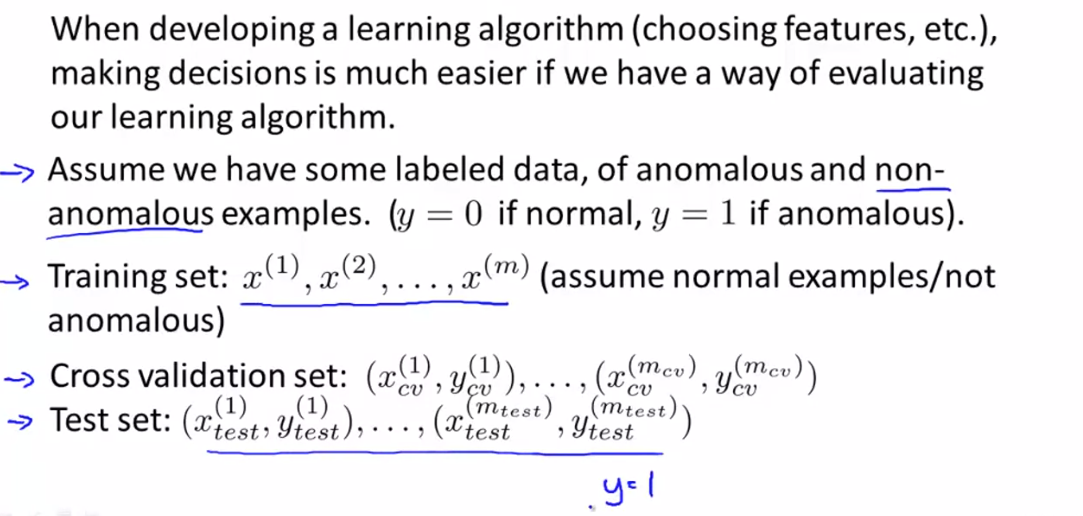 When developing a learning algorithm (choosing features, etc.),
making decisions is much easier if we have a way of evaluating
our learning algorithm.
→ Assume we have some labeled data, of anomalous and non-
anomalous examples. (y = 0 if normal, y = 1 if anomalous).
→ Training set: x^{(1)}, x^{(2)}, . . . , x^{(m)} (assume normal examples/not
anomalous)
→ Cross validation set: (x_{cv}^{(1)}, y_{cv}^{(1)}), . . . , (x_{cv}^{(m_{cv})}, y_{cv}^{(m_{cv})})
→ Test set: (x_{test}^{(1)}, y_{test}^{(1)}), . . . , (x_{test}^{(m_{test})}, y_{test}^{(m_{test})})
y=1